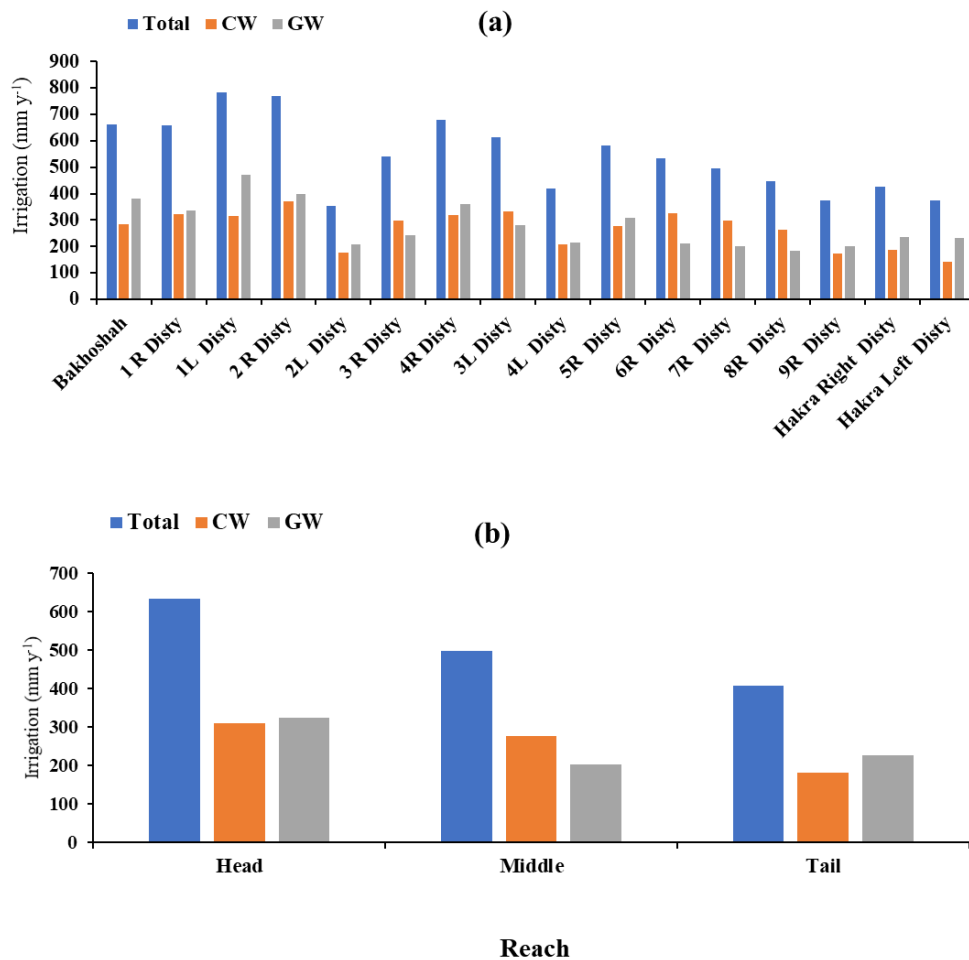 (a)
Total CW GW
Irrigation (mm y-1)
900
800
700
600
500
400
300
200
100
0
Bakhoshah
1 R Disty
1L Disty
2 R Disty
2L Disty
3 R Disty
4R Disty
3L Disty
4L Disty
5R Disty
6R Disty
7R Disty
8R Disty
9R Disty
Hakra Right Disty
Hakra Left Disty
Total CW GW
(b)
Irrigation (mm y-1)
700
600
500
400
300
200
100
0
Head Middle Tail
Reach